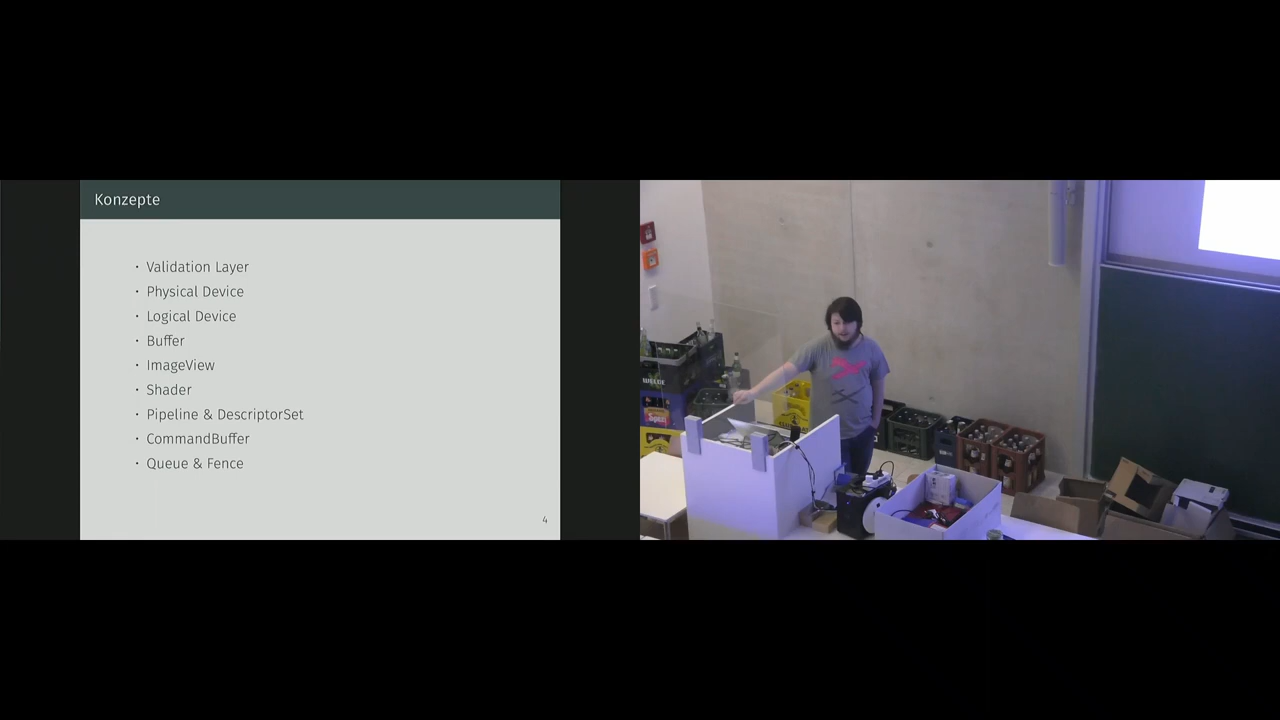 Konzepte
· Validation Layer
· Physical Device
· Logical Device
· Buffer
· ImageView
· Shader
· Pipeline & DescriptorSet
· CommandBuffer
· Queue & Fence
4